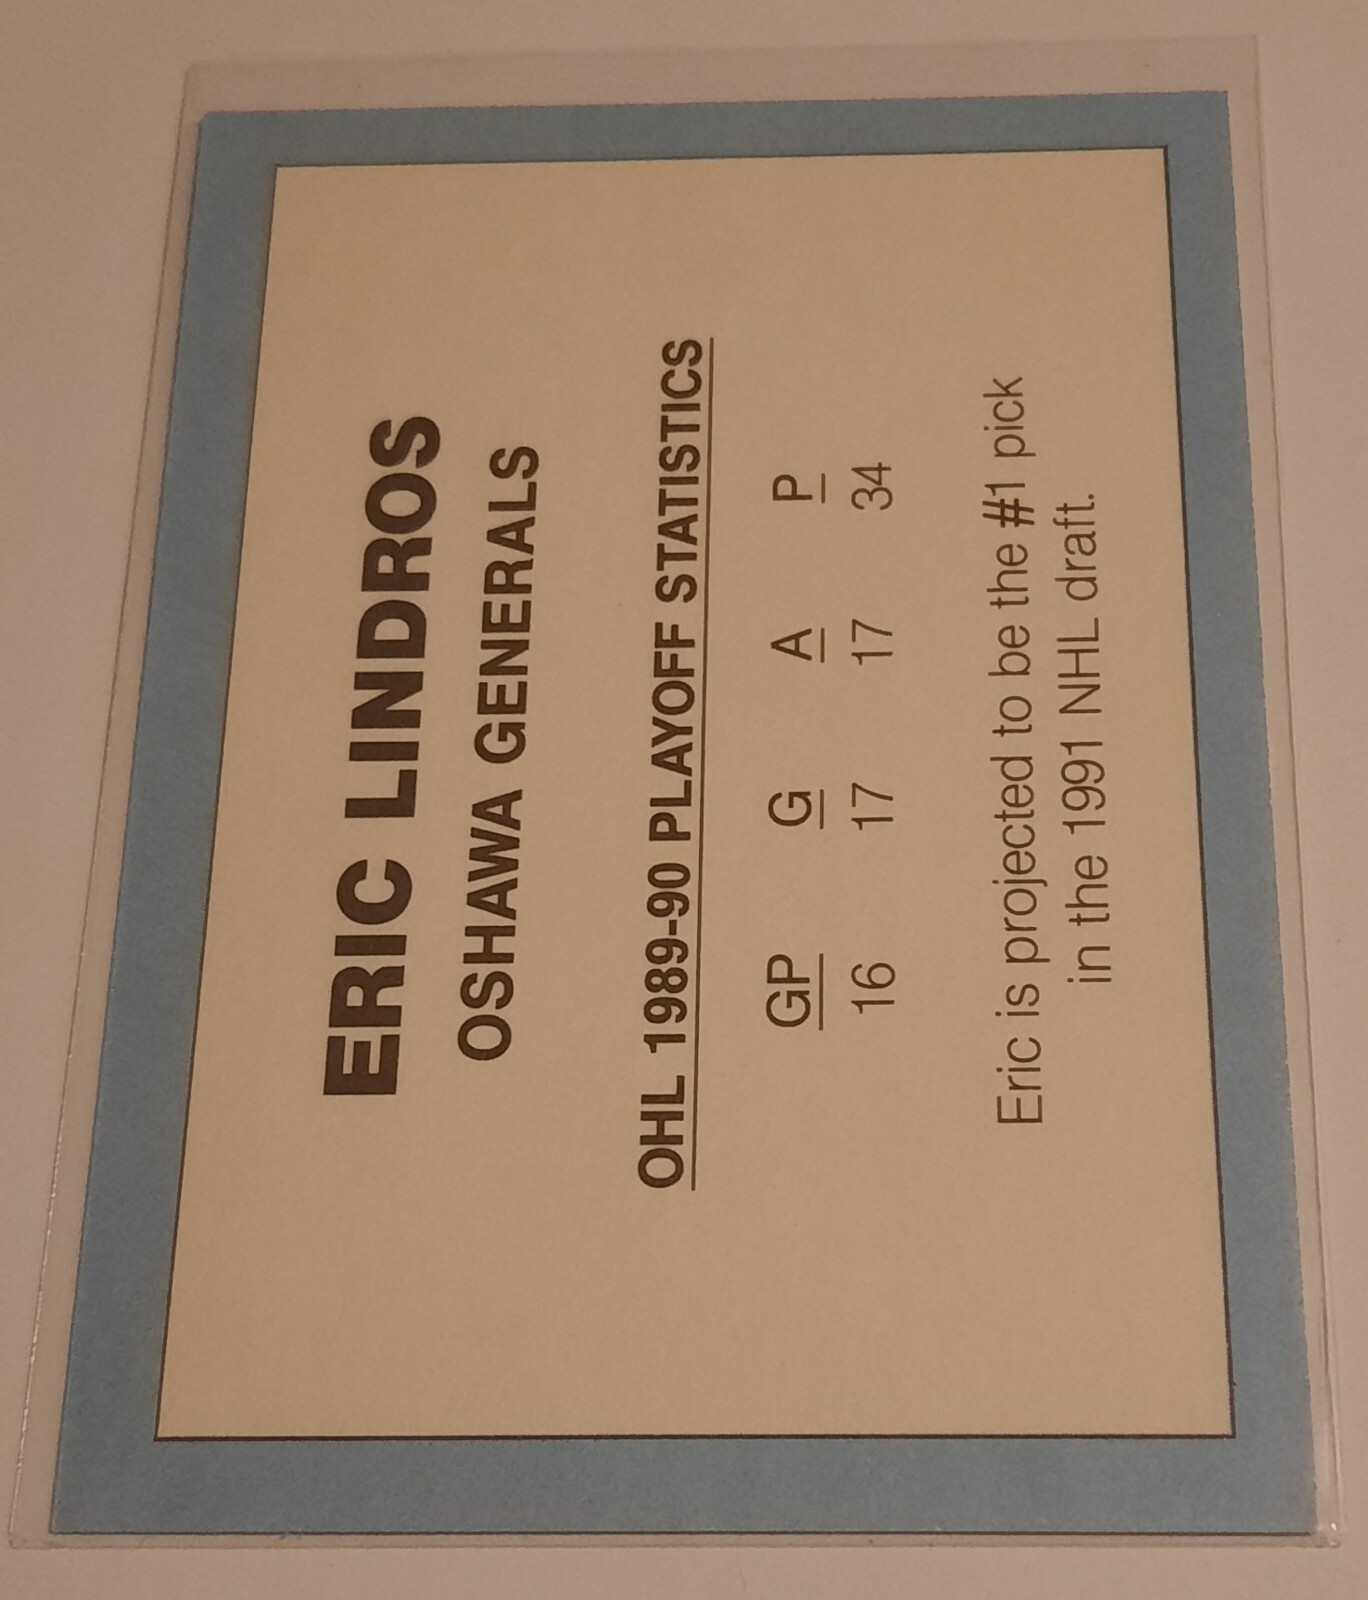 ERIC LINDROS
OSHAWA GENERALS
OHL 1989-90 PLAYOFF STATISTICS
GP G A P
16 17 17 34
Eric is projected to be the #1 pick
in the 1991 NHL draft.